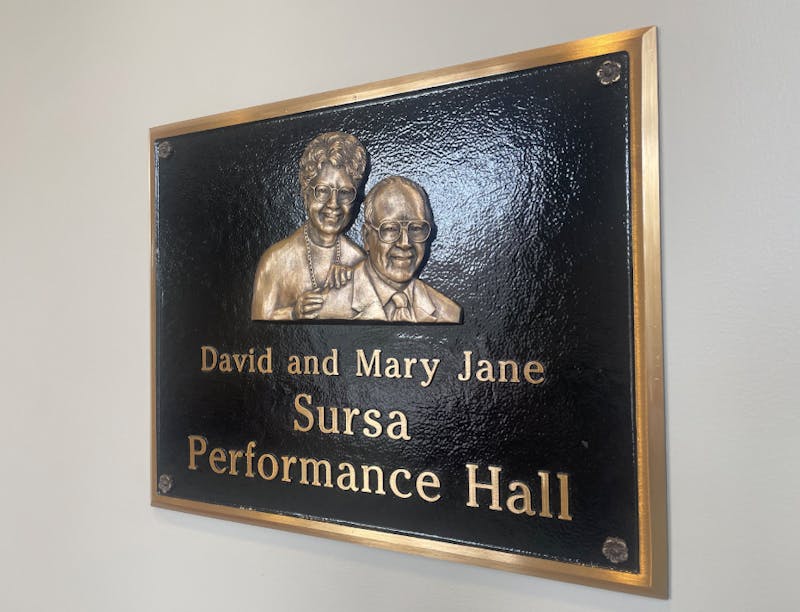 David and Mary Jane
Sursa
Performance Hall